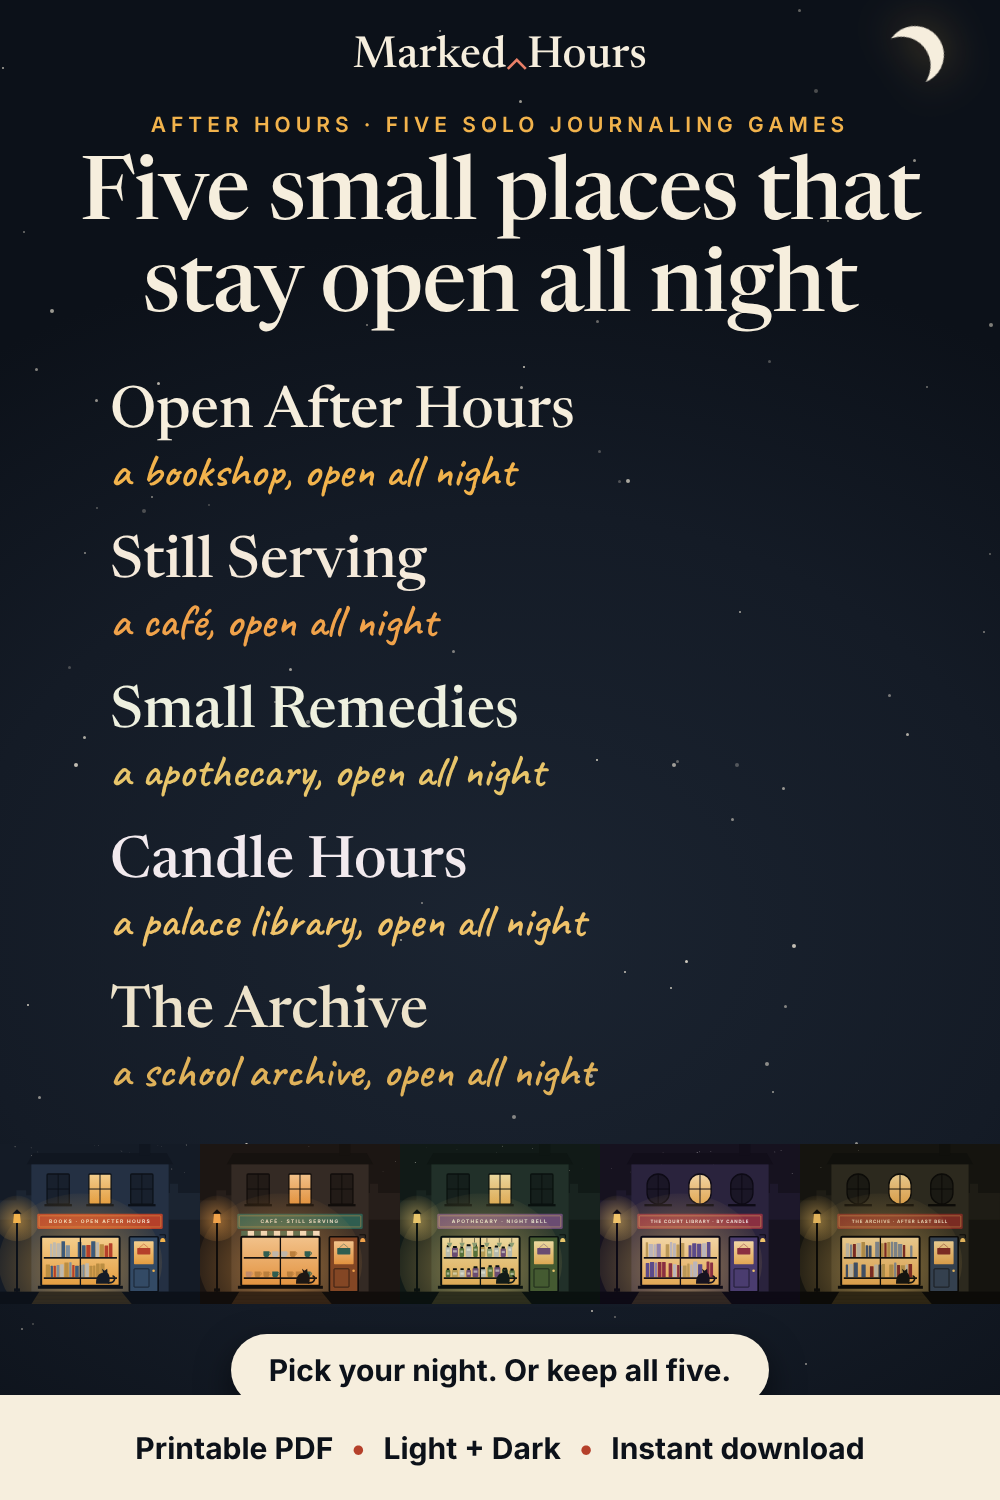 Marked‸Hours
AFTER HOURS · FIVE SOLO JOURNALING GAMES
Five small places that
stay open all night
Open After Hours
a bookshop, open all night
Still Serving
a café, open all night
Small Remedies
a apothecary, open all night
Candle Hours
a palace library, open all night
The Archive
a school archive, open all night
BOOKS · OPEN AFTER HOURS
CAFÉ · STILL SERVING
APOTHECARY · NIGHT BELL
THE COURT LIBRARY · BY CANDLE
THE ARCHIVE · AFTER LAST BELL
Pick your night. Or keep all five.
Printable PDF • Light + Dark • Instant download